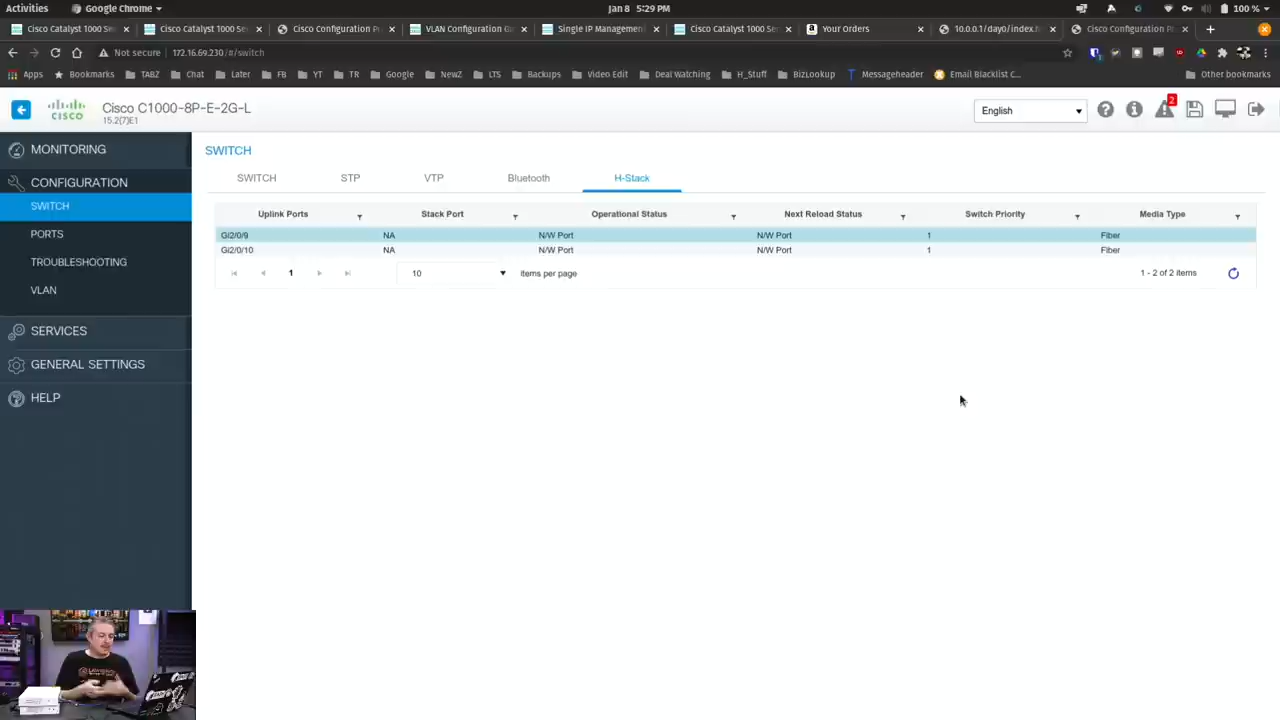 Activities Google Chrome Jan 8 5:29 PM 100 %
Cisco Catalyst 1000 Se Cisco Catalyst 1000 Se Cisco Configuration P VLAN Configuration G Single IP Managemen Cisco Catalyst 1000 Se Your Orders 10.0.0.1/dayo/index.h Cisco Configuration P
Not secure 172.16.69.230/#/switch
Apps Bookmarks TABZ Chat Later FB YT TR Google NewZ LTS Backups Video Edit Deal Watching H_Stuff BizLookup Messageheader Email Blacklist C... Other bookmarks
CISCO Cisco C1000-8P-E-2G-L English 2
15.2(7)E1
MONITORING
CONFIGURATION
SWITCH
PORTS
TROUBLESHOOTING
VLAN
SERVICES
GENERAL SETTINGS
HELP
SWITCH
SWITCH STP VTP Bluetooth H-Stack
Uplink Ports Stack Port Operational Status Next Reload Status Switch Priority Media Type
Gi2/0/9 NA N/W Port N/W Port 1 Fiber
Gi2/0/10 NA N/W Port N/W Port 1 Fiber
1 10 items per page 1 - 2 of 2 items